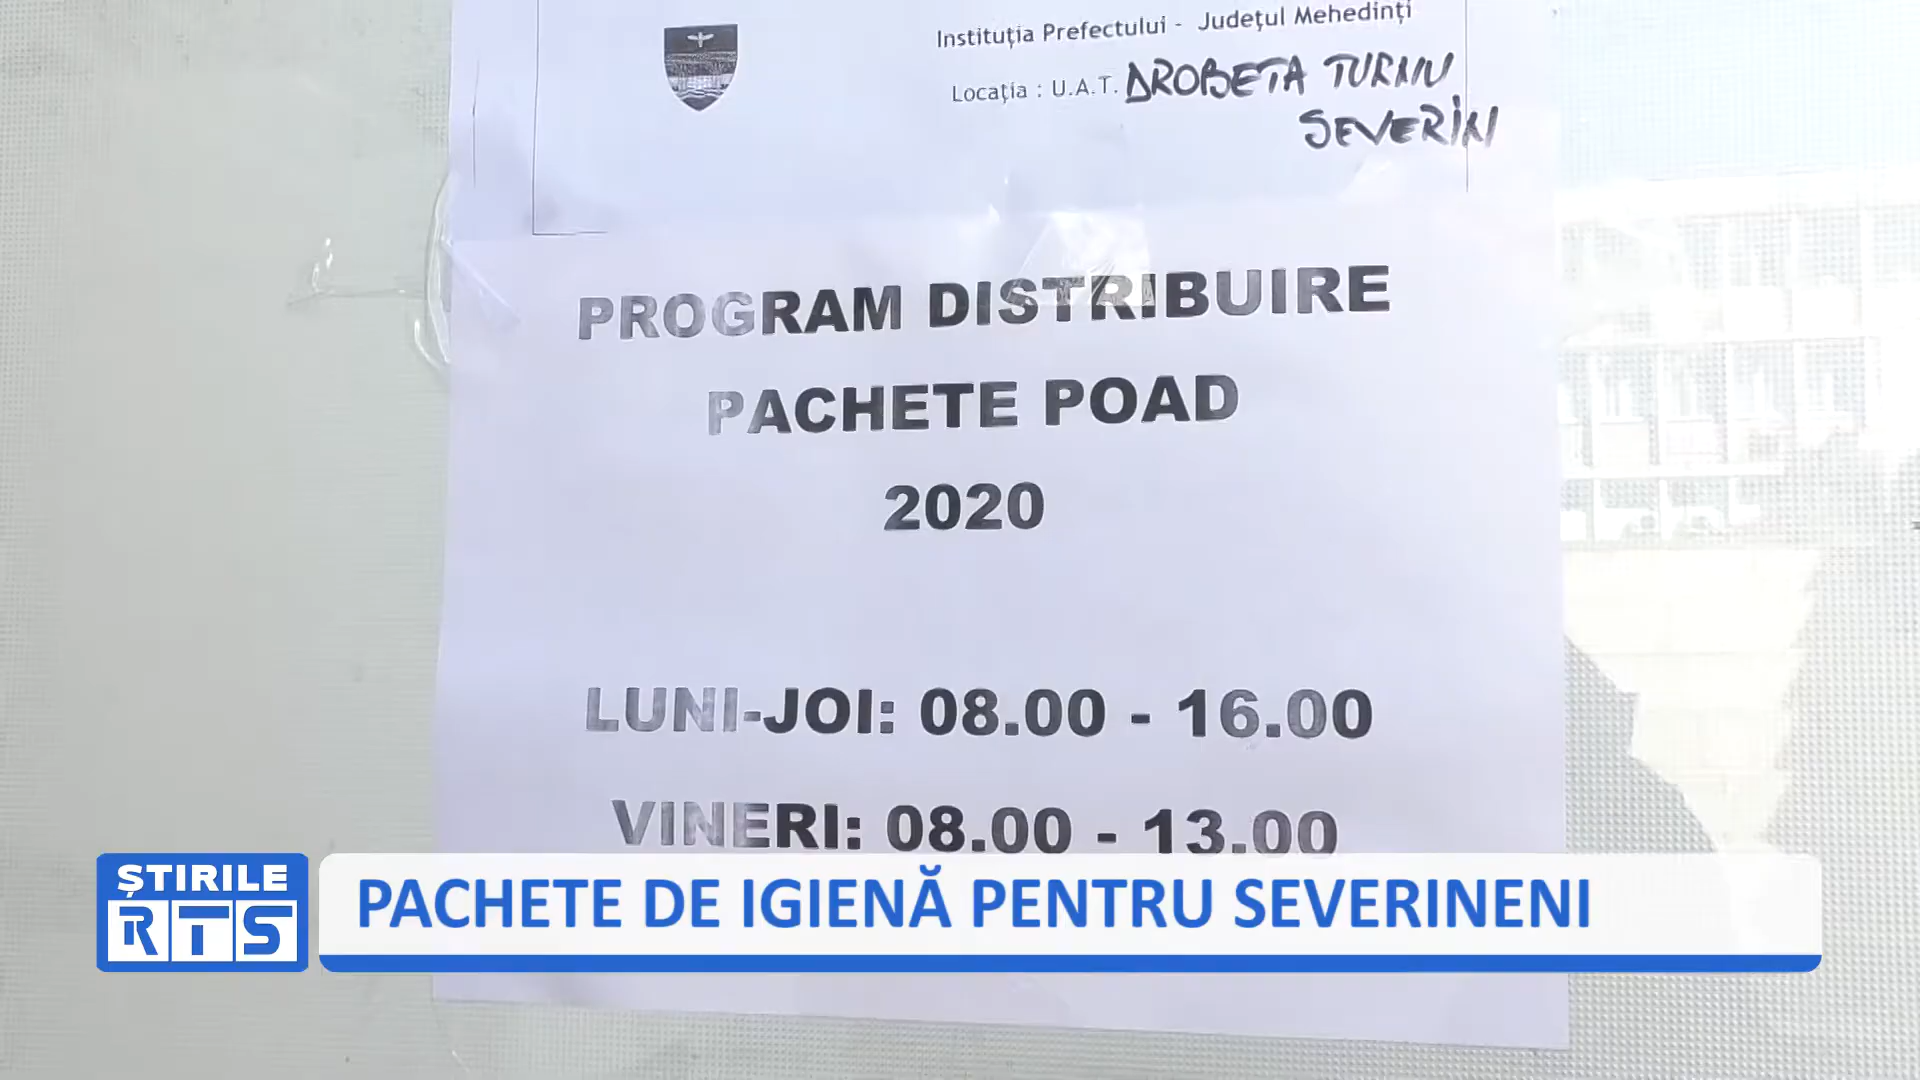 Instituția Prefectului - Județul Mehedinți
Locația : U.A.T. DROBETA TURNU
SEVERIN
PROGRAM DISTRIBUIRE
PACHETE POAD
2020
LUNI-JOI: 08.00 - 16.00
VINERI: 08.00 - 13.00
ȘTIRILE
RTS
PACHETE DE IGIENĂ PENTRU SEVERINENI